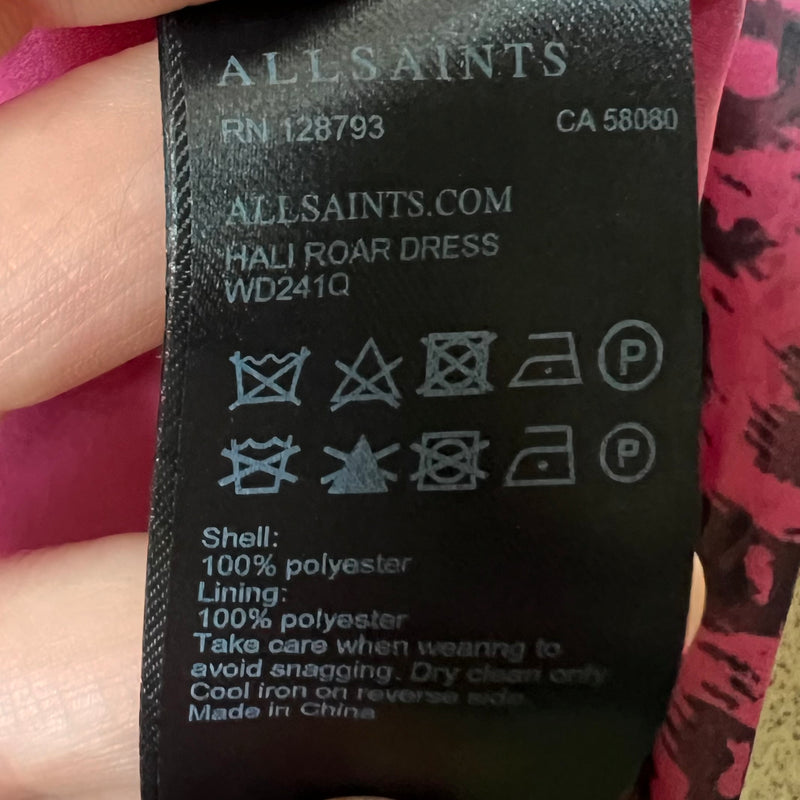 ALLSAINTS
RN 128793 CA 58080
ALLSAINTS.COM
HALI ROAR DRESS
WD241Q
P
P
Shell:
100% polyester
Lining:
100% polyester
Take care when wearing to
avoid snagging. Dry clean only
Cool iron on reverse side.
Made in China